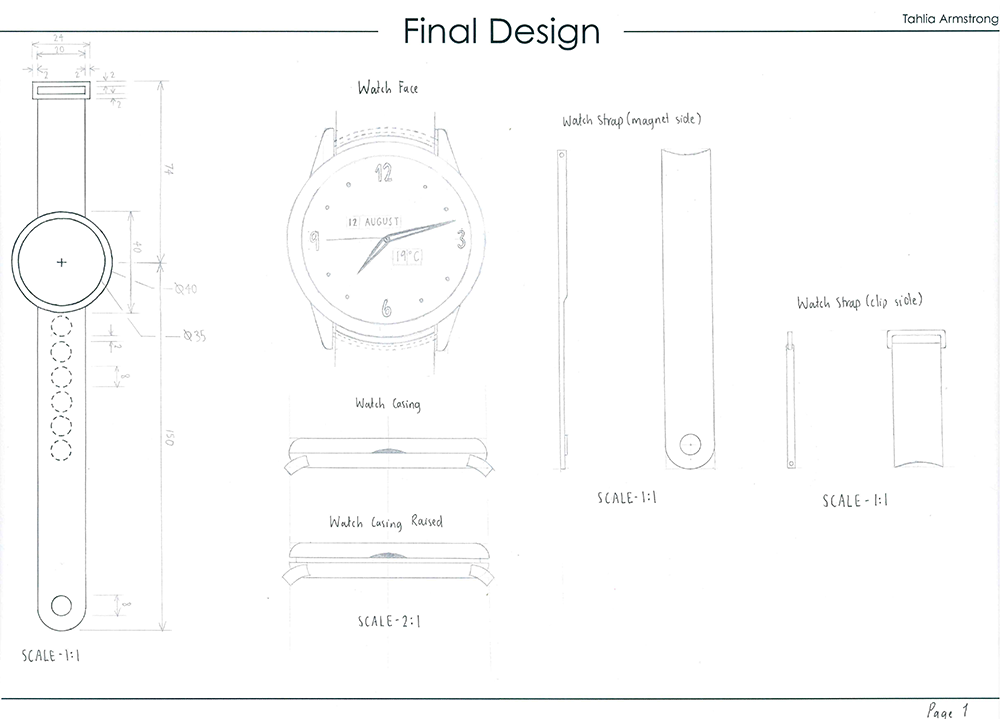 Final Design
Tahlia Armstrong
24
20
2 2 2
2
74
40
Ø40
Ø35
2
8
150
8
SCALE-1:1
Watch Face
12
12 AUGUST
9
3
19°C
6
Watch Casing
Watch Casing Raised
SCALE-2:1
Watch Strap (magnet side)
SCALE-1:1
Watch Strap (clip side)
SCALE-1:1
Page 1